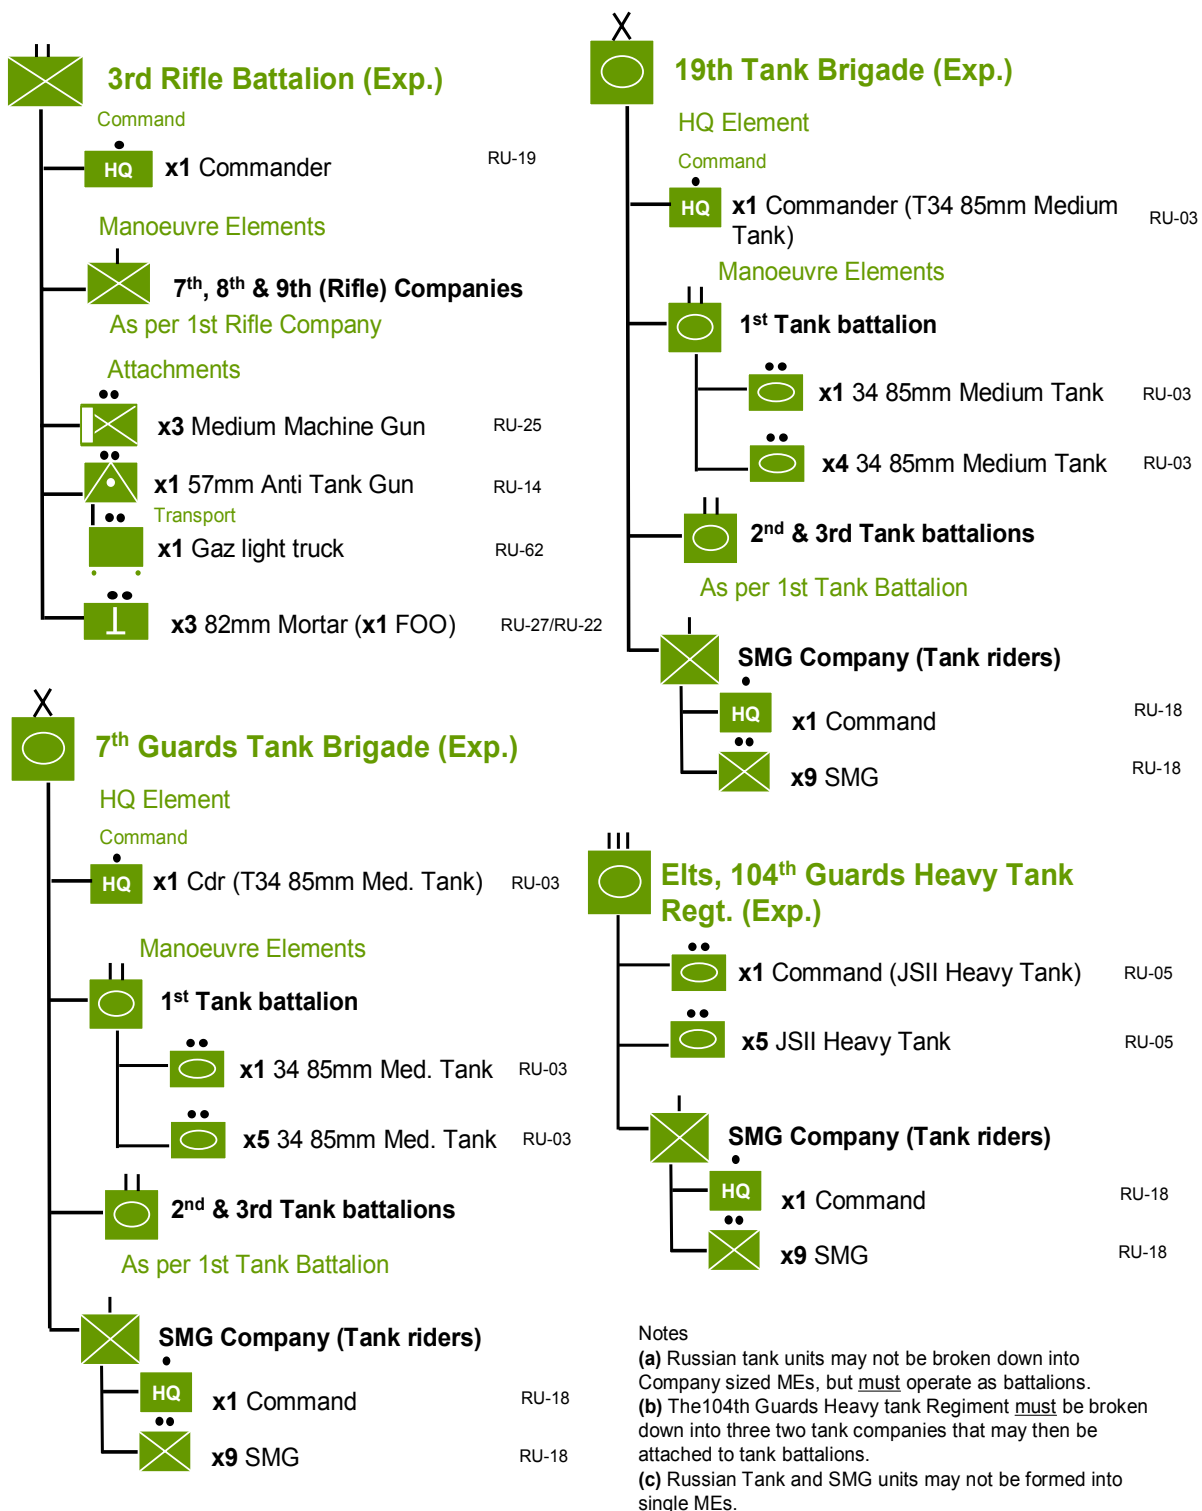 3rd Rifle Battalion (Exp.)
Command
HQ x1 Commander RU-19
Manoeuvre Elements
7th, 8th & 9th (Rifle) Companies
As per 1st Rifle Company
Attachments
x3 Medium Machine Gun RU-25
x1 57mm Anti Tank Gun RU-14
Transport
x1 Gaz light truck RU-62
x3 82mm Mortar (x1 FOO) RU-27/RU-22
7th Guards Tank Brigade (Exp.)
HQ Element
Command
HQ x1 Cdr (T34 85mm Med. Tank) RU-03
Manoeuvre Elements
1st Tank battalion
x1 34 85mm Med. Tank RU-03
x5 34 85mm Med. Tank RU-03
2nd & 3rd Tank battalions
As per 1st Tank Battalion
SMG Company (Tank riders)
HQ x1 Command RU-18
x9 SMG RU-18
19th Tank Brigade (Exp.)
HQ Element
Command
HQ x1 Commander (T34 85mm Medium
Tank) RU-03
Manoeuvre Elements
1st Tank battalion
x1 34 85mm Medium Tank RU-03
x4 34 85mm Medium Tank RU-03
2nd & 3rd Tank battalions
As per 1st Tank Battalion
SMG Company (Tank riders)
HQ x1 Command RU-18
x9 SMG RU-18
Elts, 104th Guards Heavy Tank
Regt. (Exp.)
x1 Command (JSII Heavy Tank) RU-05
x5 JSII Heavy Tank RU-05
SMG Company (Tank riders)
HQ x1 Command RU-18
x9 SMG RU-18
Notes
(a) Russian tank units may not be broken down into
Company sized MEs, but must operate as battalions.
(b) The104th Guards Heavy tank Regiment must be broken
down into three two tank companies that may then be
attached to tank battalions.
(c) Russian Tank and SMG units may not be formed into
single MEs.